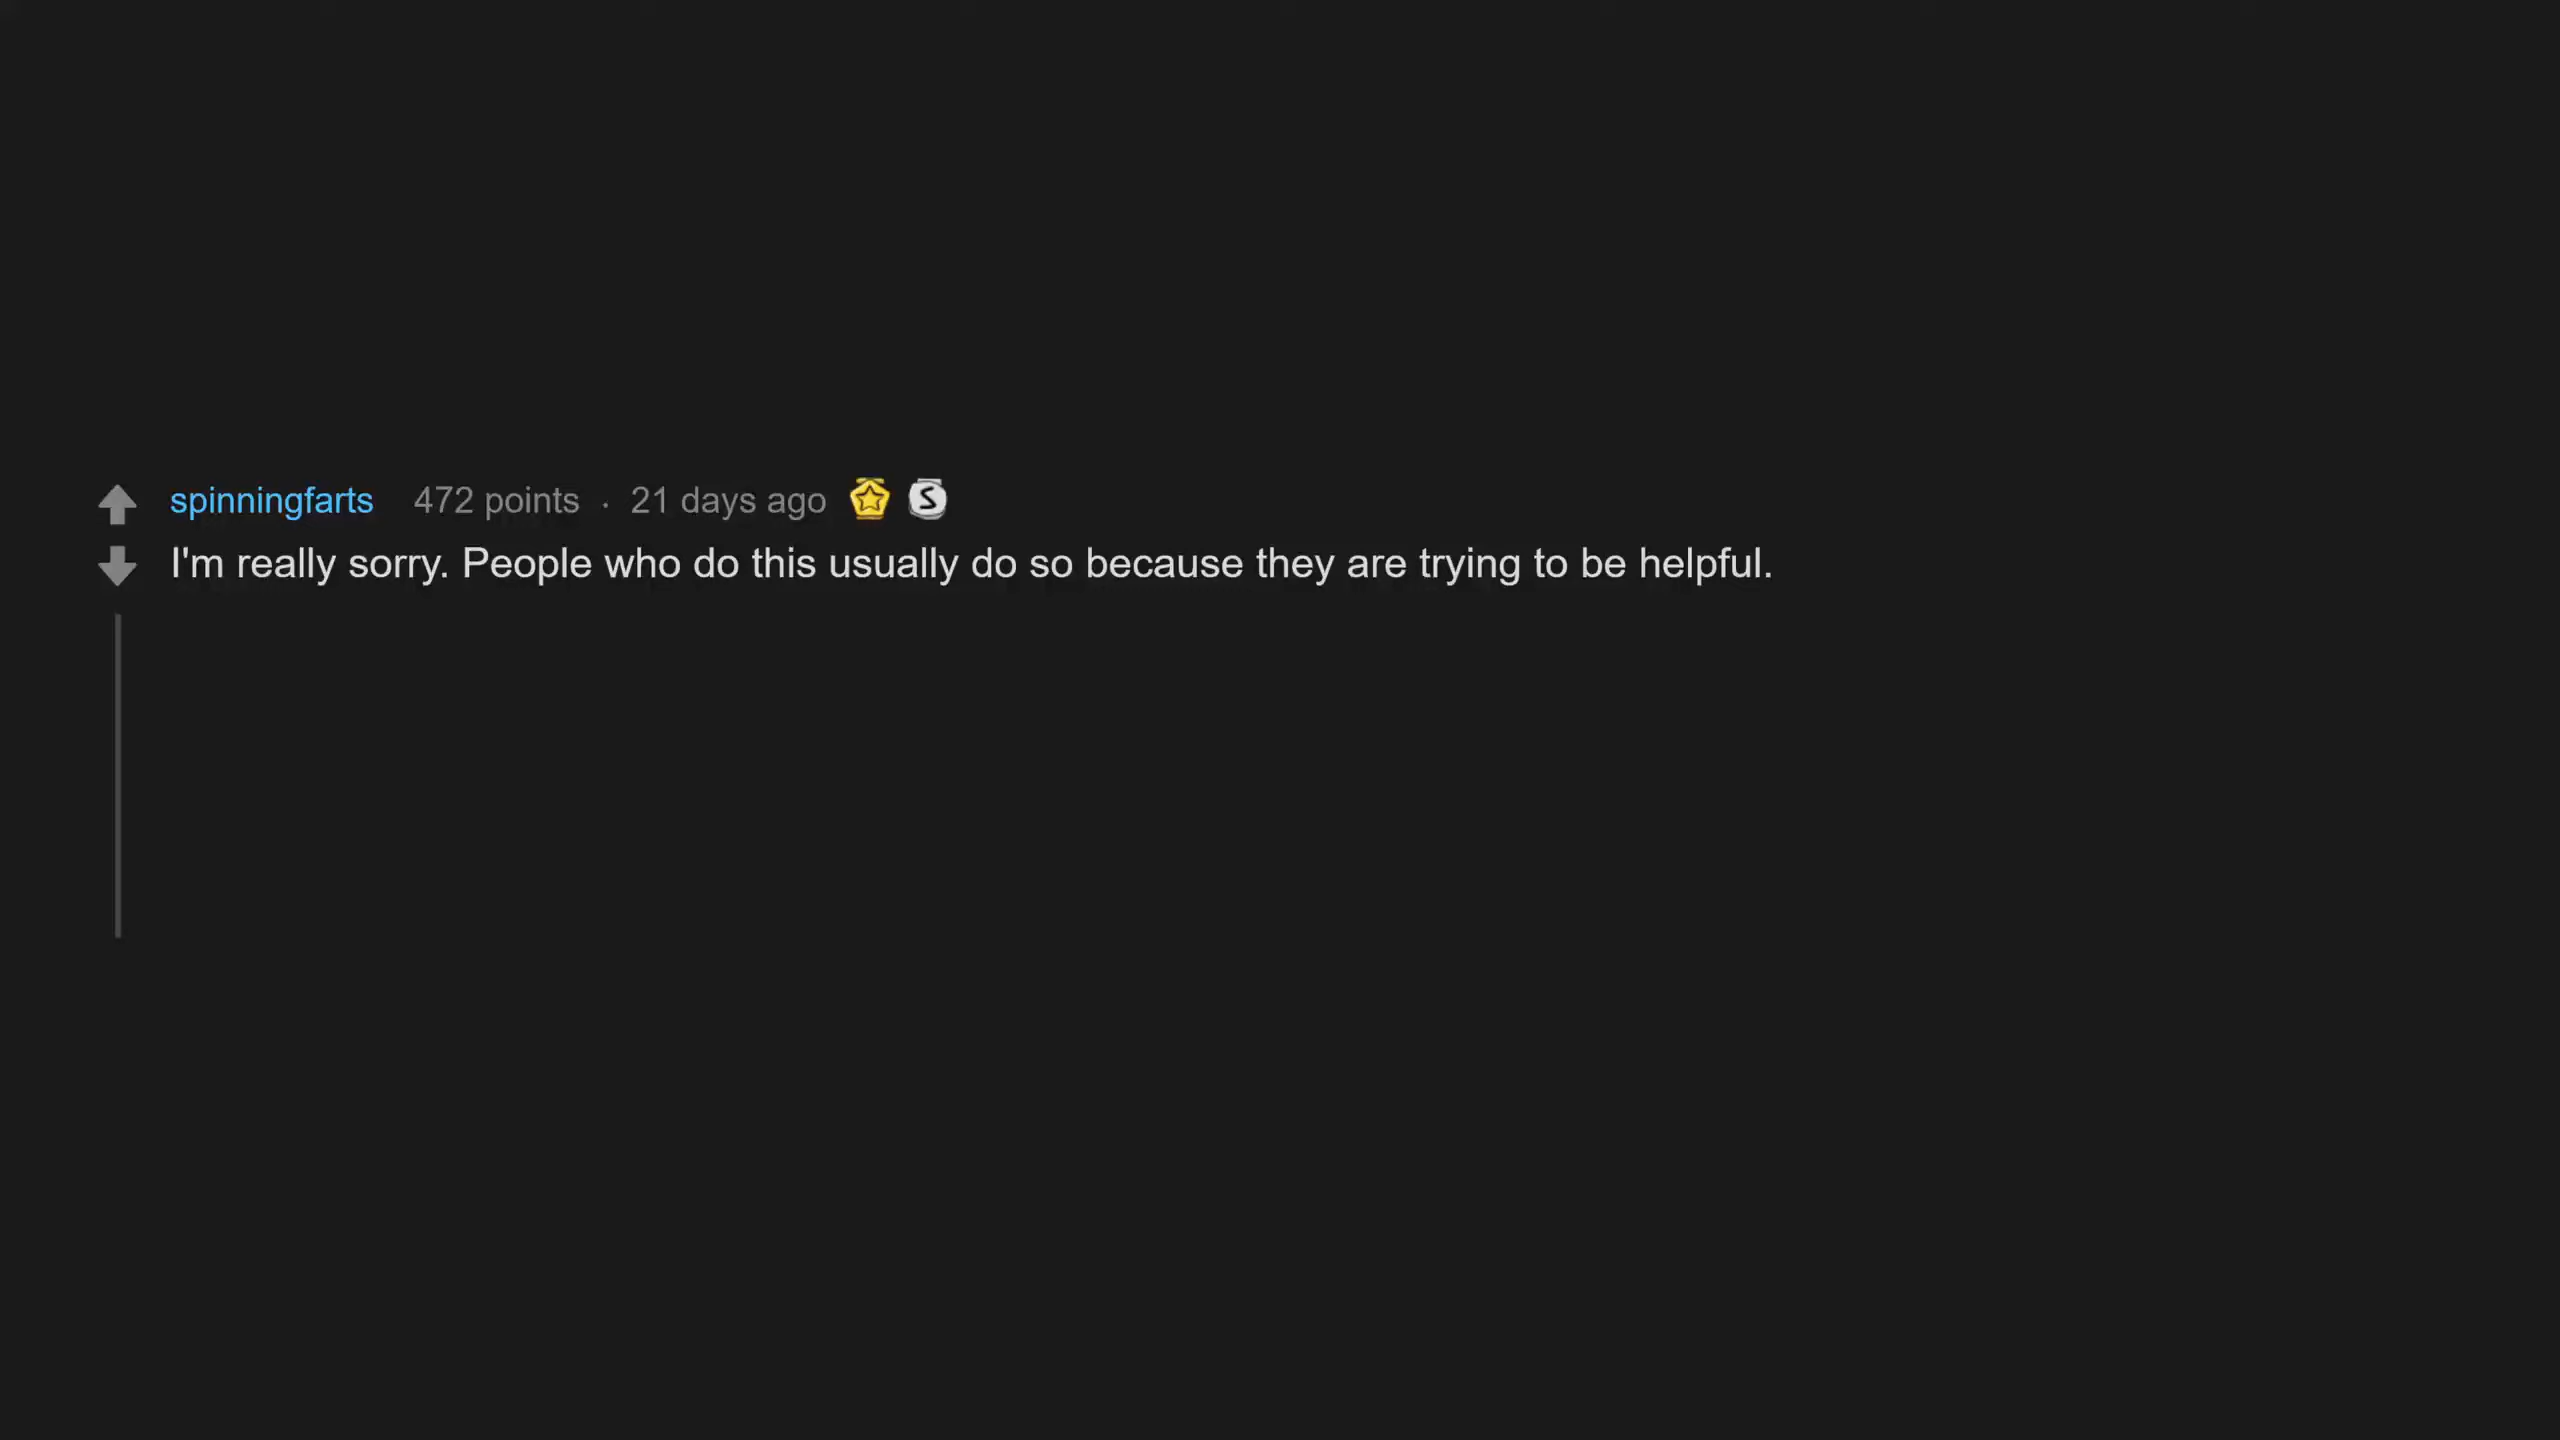 spinningfarts 472 points · 21 days ago S
I'm really sorry. People who do this usually do so because they are trying to be helpful.